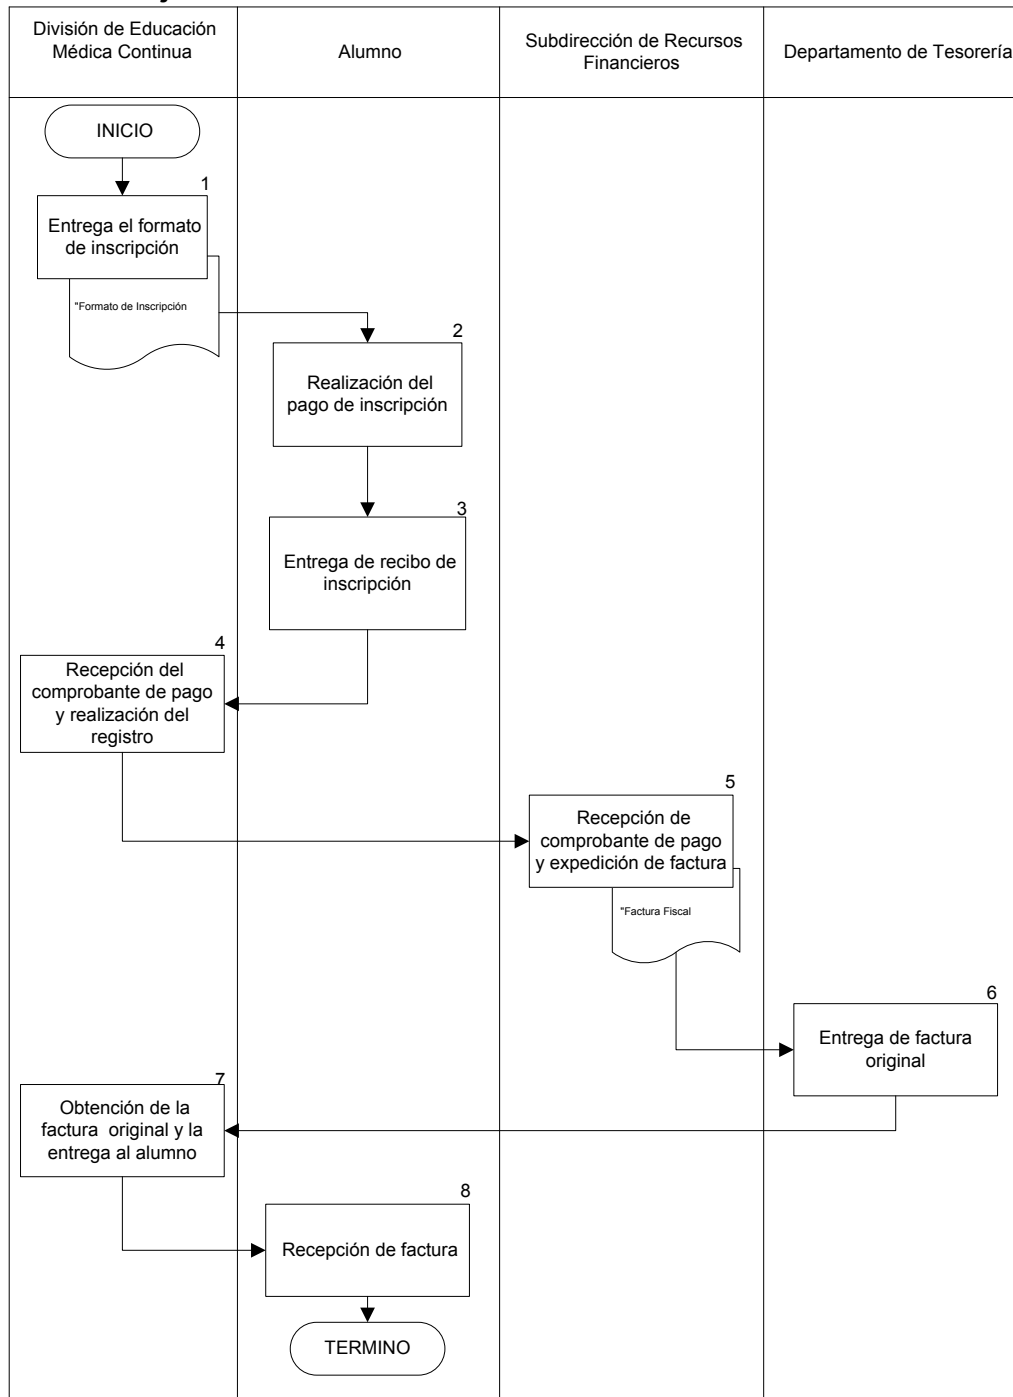 División de Educación
Médica Continua
Alumno
Subdirección de Recursos
Financieros
Departamento de Tesorería
INICIO
1
Entrega el formato
de inscripción
"Formato de Inscripción
2
Realización del
pago de inscripción
3
Entrega de recibo de
inscripción
4
Recepción del
comprobante de pago
y realización del
registro
5
Recepción de
comprobante de pago
y expedición de factura
"Factura Fiscal
6
Entrega de factura
original
7
Obtención de la
factura original y la
entrega al alumno
8
Recepción de factura
TERMINO